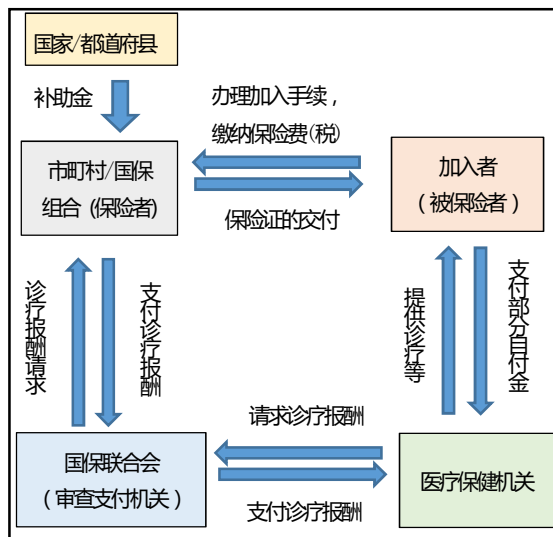 国家/都道府县
补助金
办理加入手续，
缴纳保险费(税)
市町村/国保
组合（保险者）
加入者
（被保险者）
保险证的交付
诊疗报酬请求
支付诊疗报酬
提供诊疗等
支付部分自付金
国保联合会
（审查支付机关）
请求诊疗报酬
支付诊疗报酬
医疗保健机关